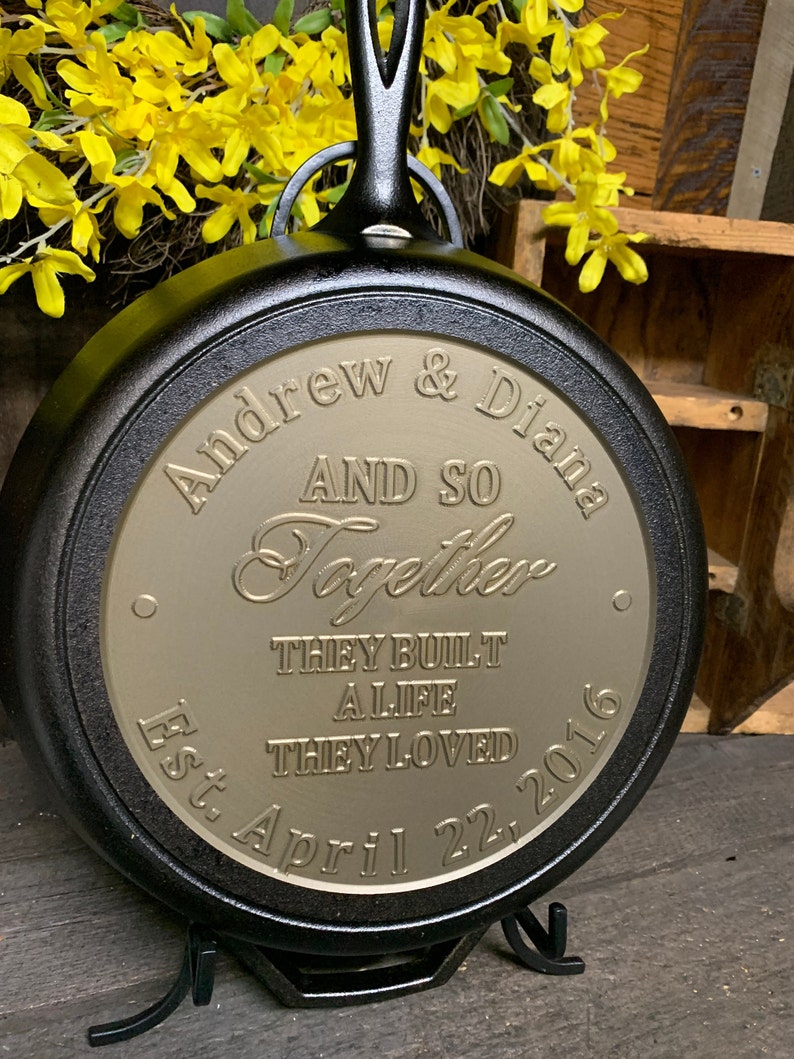 Andrew & Diana
AND SO
Together
THEY BUILT
A LIFE
THEY LOVED
Est. April 22, 2016